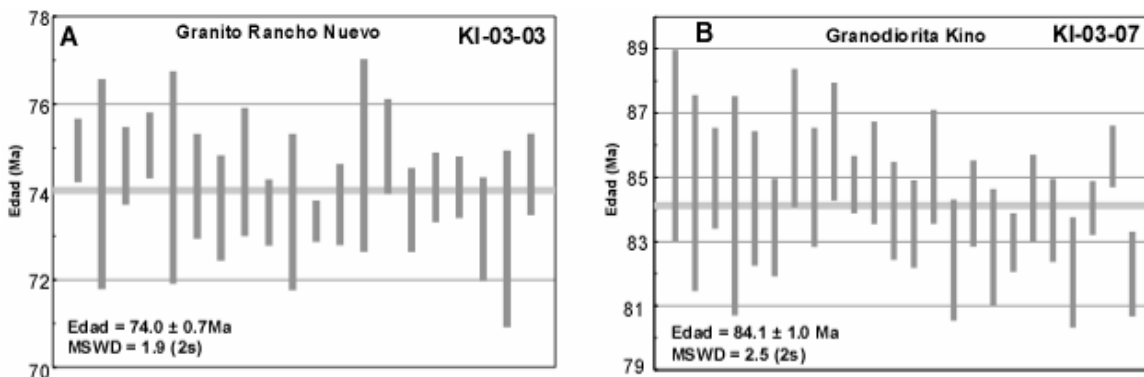 A Granito Rancho Nuevo KI-03-03
78
76
74
72
70
Edad (Ma)
Edad = 74.0 ± 0.7Ma
MSWD = 1.9 (2s)
B Granodiorita Kino KI-03-07
89
87
85
83
81
79
Edad (Ma)
Edad = 84.1 ± 1.0 Ma
MSWD = 2.5 (2s)